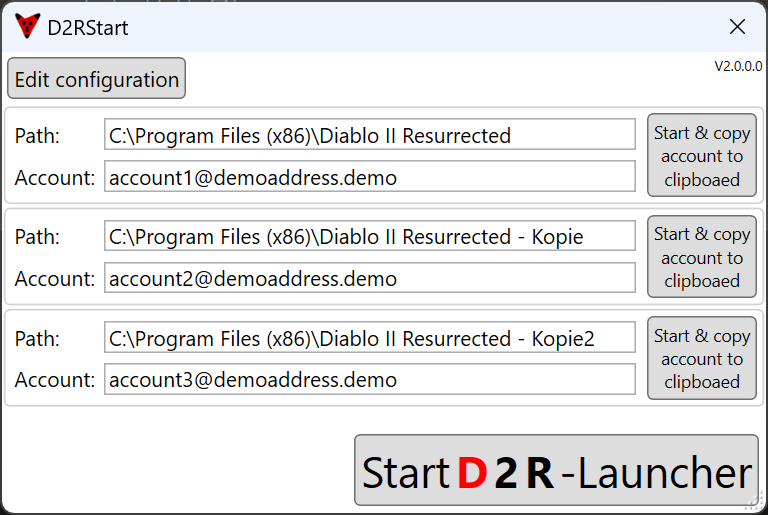 D2RStart
Edit configuration
V2.0.0.0
Path:
C:\Program Files (x86)\Diablo II Resurrected
Account:
account1@demoaddress.demo
Start & copy
account to
clipboaed
Path:
C:\Program Files (x86)\Diablo II Resurrected - Kopie
Account:
account2@demoaddress.demo
Start & copy
account to
clipboaed
Path:
C:\Program Files (x86)\Diablo II Resurrected - Kopie2
Account:
account3@demoaddress.demo
Start & copy
account to
clipboaed
Start D2R-Launcher